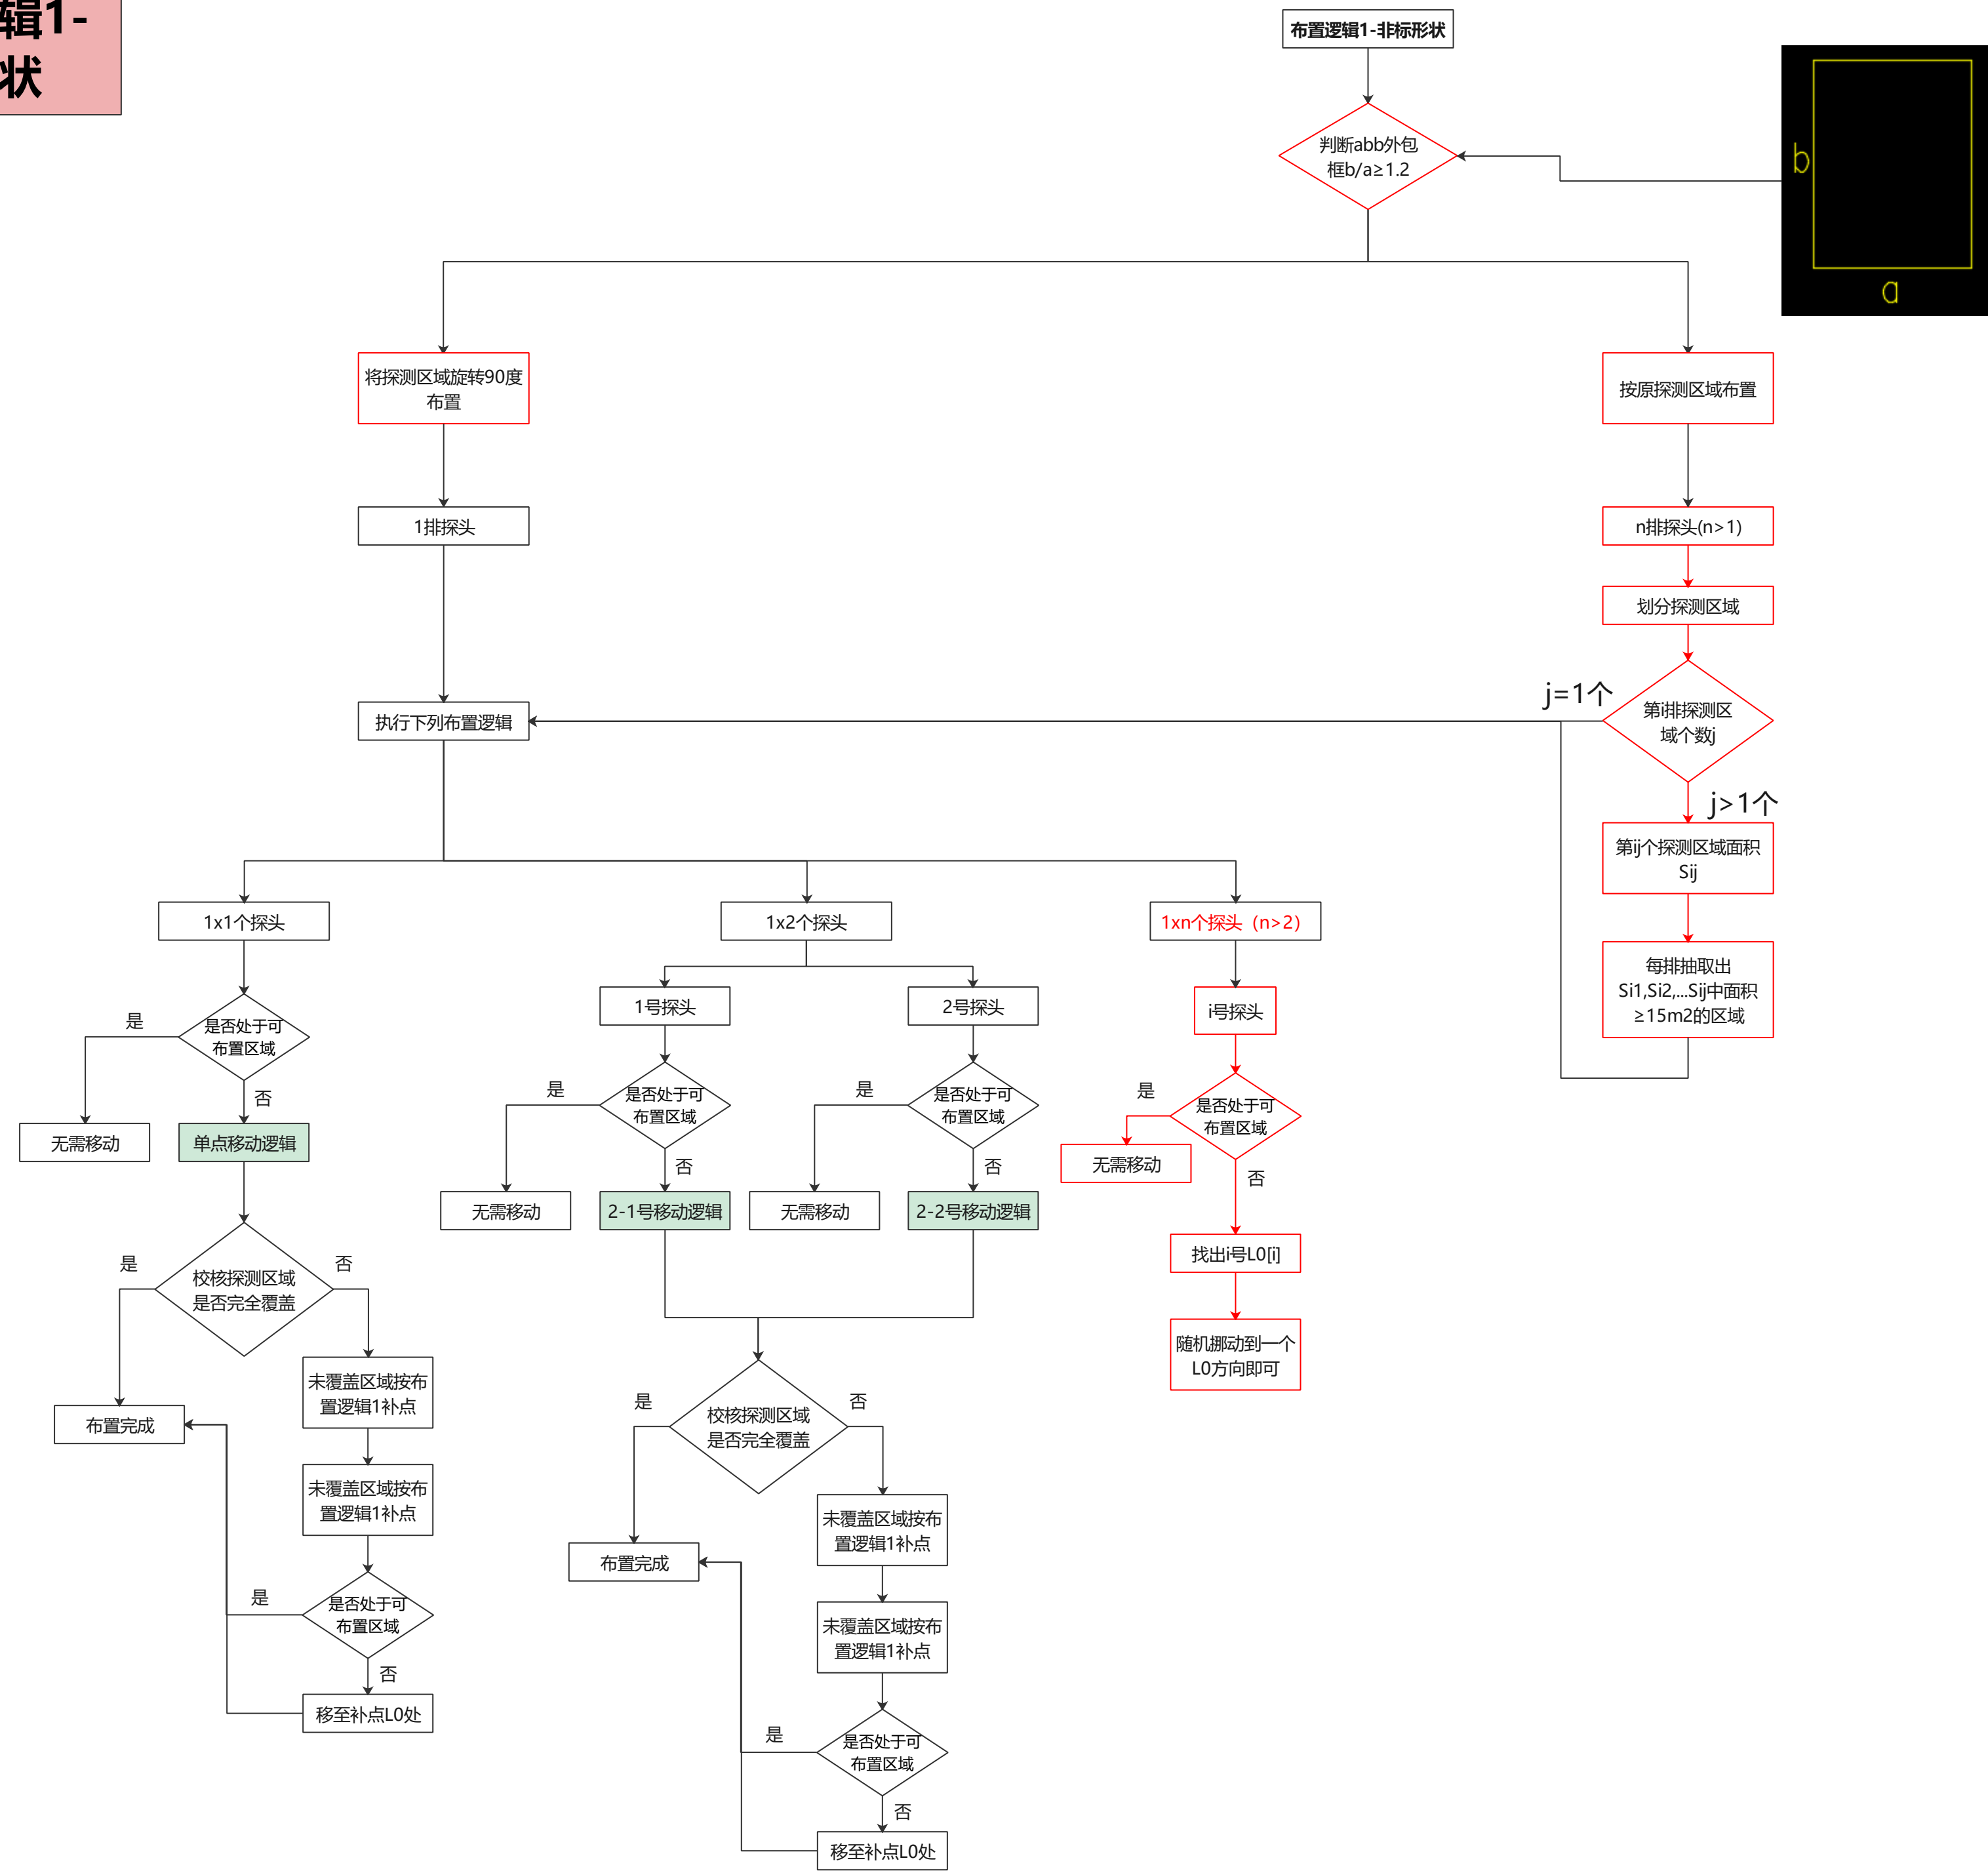 辑1-
状
布置逻辑1-非标形状
判断abb外包
框b/a≥1.2
b
a
将探测区域旋转90度
布置
按原探测区域布置
1排探头
n排探头(n>1)
划分探测区域
执行下列布置逻辑
j=1个
第i排探测区
域个数j
j>1个
第ij个探测区域面积
Sij
每排抽取出
Si1,Si2,...Sij中面积
≥15m2的区域
1x1个探头
1x2个探头
1xn个探头（n>2）
是否处于可
布置区域
是
否
无需移动
单点移动逻辑
校核探测区域
是否完全覆盖
是
否
布置完成
未覆盖区域按布
置逻辑1补点
未覆盖区域按布
置逻辑1补点
是否处于可
布置区域
是
否
移至补点L0处
1号探头
2号探头
是否处于可
布置区域
是
否
无需移动
2-1号移动逻辑
是否处于可
布置区域
是
否
无需移动
2-2号移动逻辑
校核探测区域
是否完全覆盖
是
否
布置完成
未覆盖区域按布
置逻辑1补点
未覆盖区域按布
置逻辑1补点
是否处于可
布置区域
是
否
移至补点L0处
i号探头
是否处于可
布置区域
是
否
无需移动
找出i号L0[i]
随机挪动到一个
L0方向即可